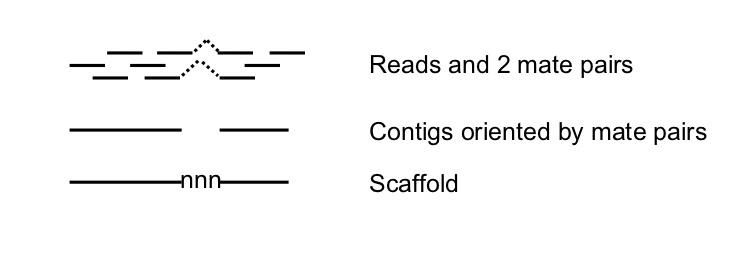 Reads and 2 mate pairs
Contigs oriented by mate pairs
nnn Scaffold